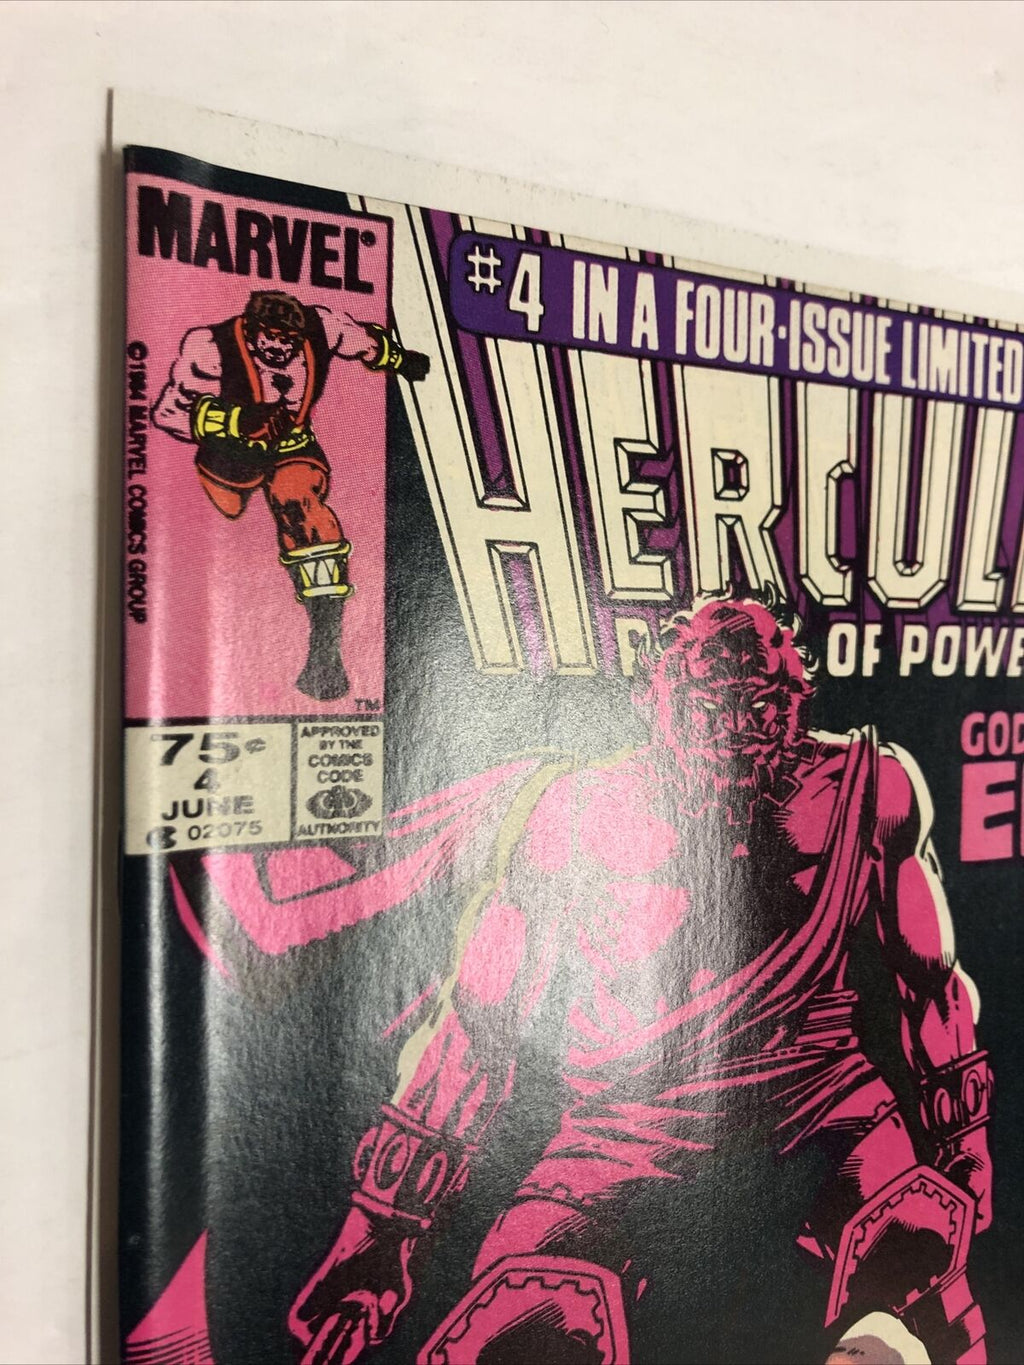 MARVEL®
#4 IN A FOUR-ISSUE LIMITED
HERCUL
OF POWE
© 1984 MARVEL COMICS GROUP
TM
75¢
4
JUNE
02075
APPROVED
BY THE
COMICS
CODE
AUTHORITY
GOD